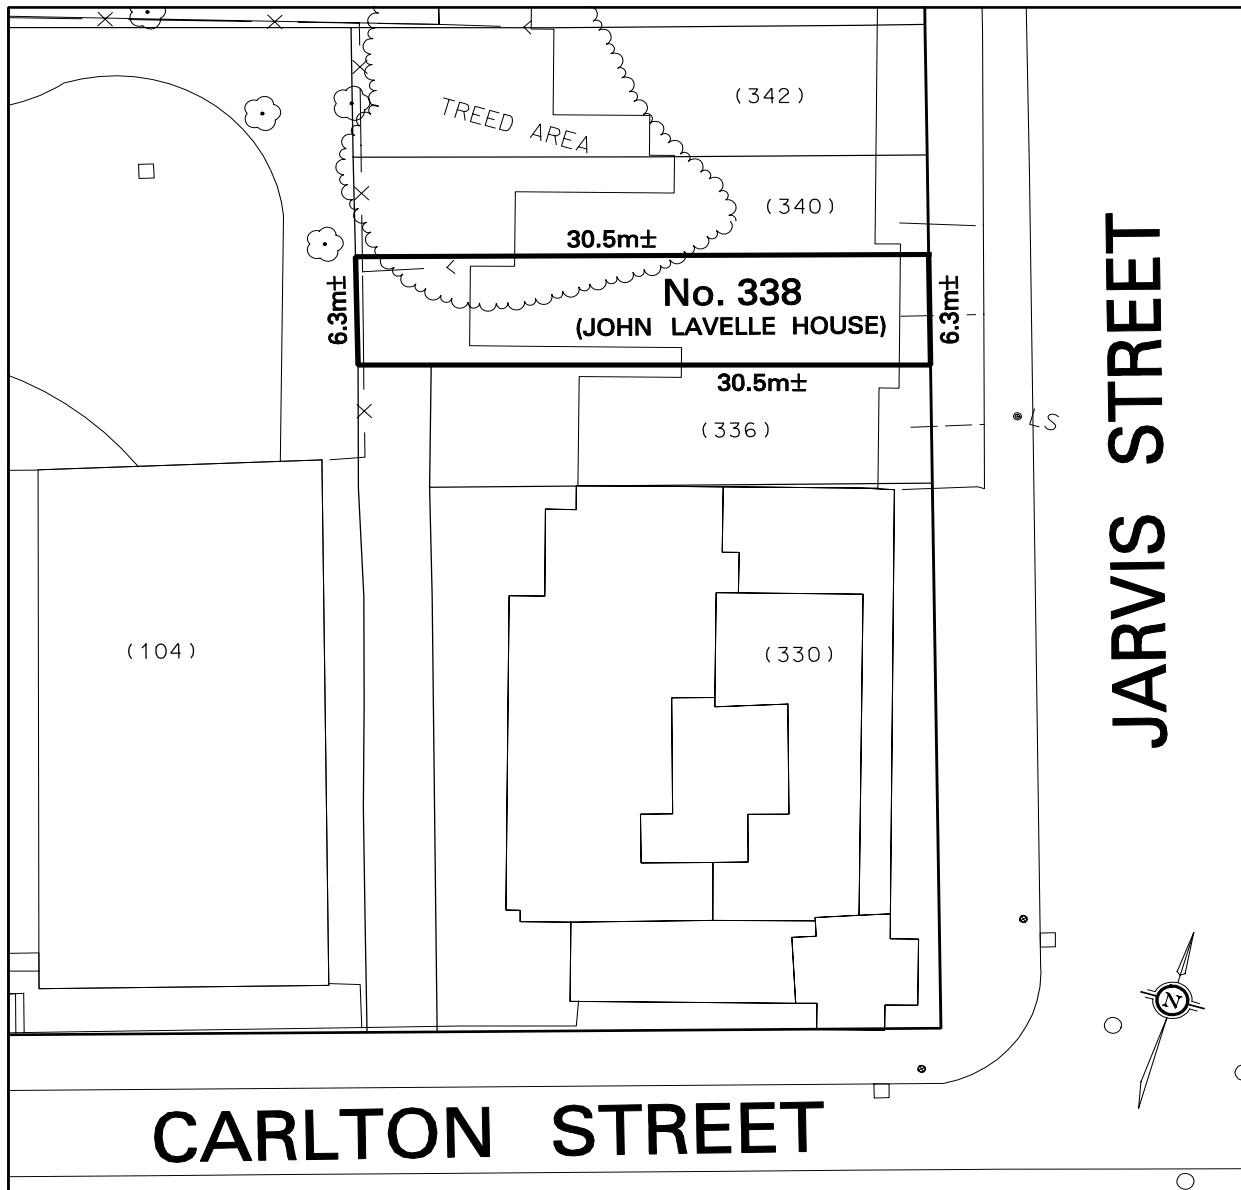 (342)
TREED AREA
(340)
30.5m±
No. 338
(JOHN LAVELLE HOUSE)
6.3m±
6.3m±
30.5m±
(336)
LS
JARVIS STREET
(104)
(330)
N
CARLTON STREET